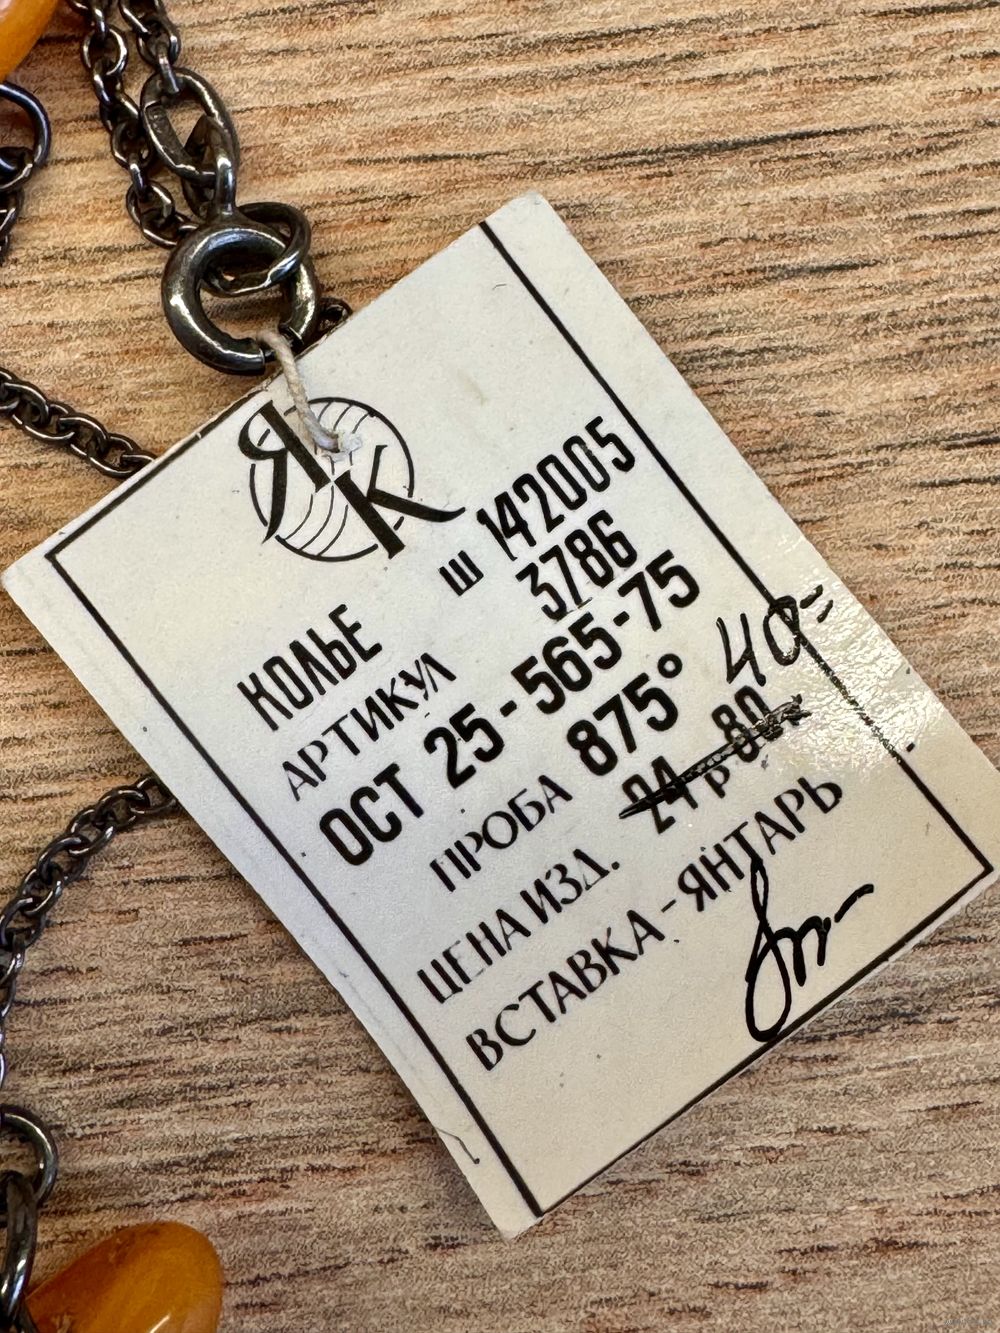 ЯК
КОЛЬЕ Ш 142005
АРТИКУЛ 3786
ОСТ 25-565-75
ПРОБА 875°
40=
ЦЕНА ИЗД. 24 р 80 к
ВСТАВКА - ЯНТАРЬ